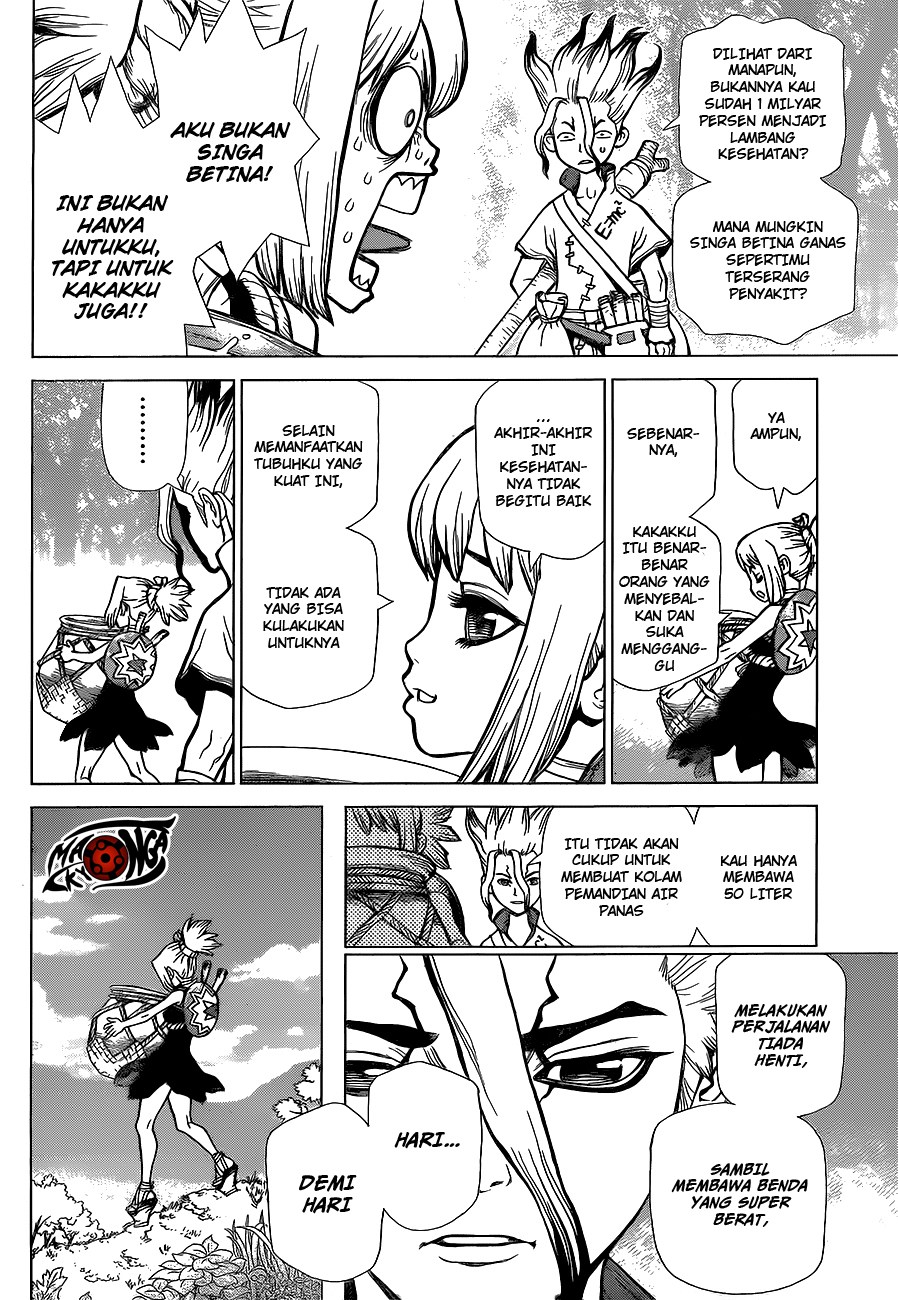 DILIHAT DARI
MANAPUN,
BUKANNYA KAU
SUDAH 1 MILYAR
PERSEN MENJADI
LAMBANG
KESEHATAN?
MANA MUNGKIN
SINGA BETINA GANAS
SEPERTIMU
TERSERANG
PENYAKIT?
E=mc²
AKU BUKAN
SINGA
BETINA!
INI BUKAN
HANYA
UNTUKKU,
TAPI UNTUK
KAKAKKU
JUGA!!
YA
AMPUN,
SEBENAR-
NYA,
KAKAKKU
ITU BENAR-
BENAR
ORANG YANG
MENYEBAL-
KAN DAN
SUKA
MENGGANG-
GU
...
AKHIR-AKHIR
INI
KESEHATAN-
NYA TIDAK
BEGITU BAIK
SELAIN
MEMANFAATKAN
TUBUHKU YANG
KUAT INI,
TIDAK ADA
YANG BISA
KULAKUKAN
UNTUKNYA
.........
KAU HANYA
MEMBAWA
50 LITER
ITU TIDAK AKAN
CUKUP UNTUK
MEMBUAT KOLAM
PEMANDIAN AIR
PANAS
MELAKUKAN
PERJALANAN
TIADA
HENTI,
SAMBIL
MEMBAWA BENDA
YANG SUPER
BERAT,
HARI...
DEMI
HARI
MANGA
KYO